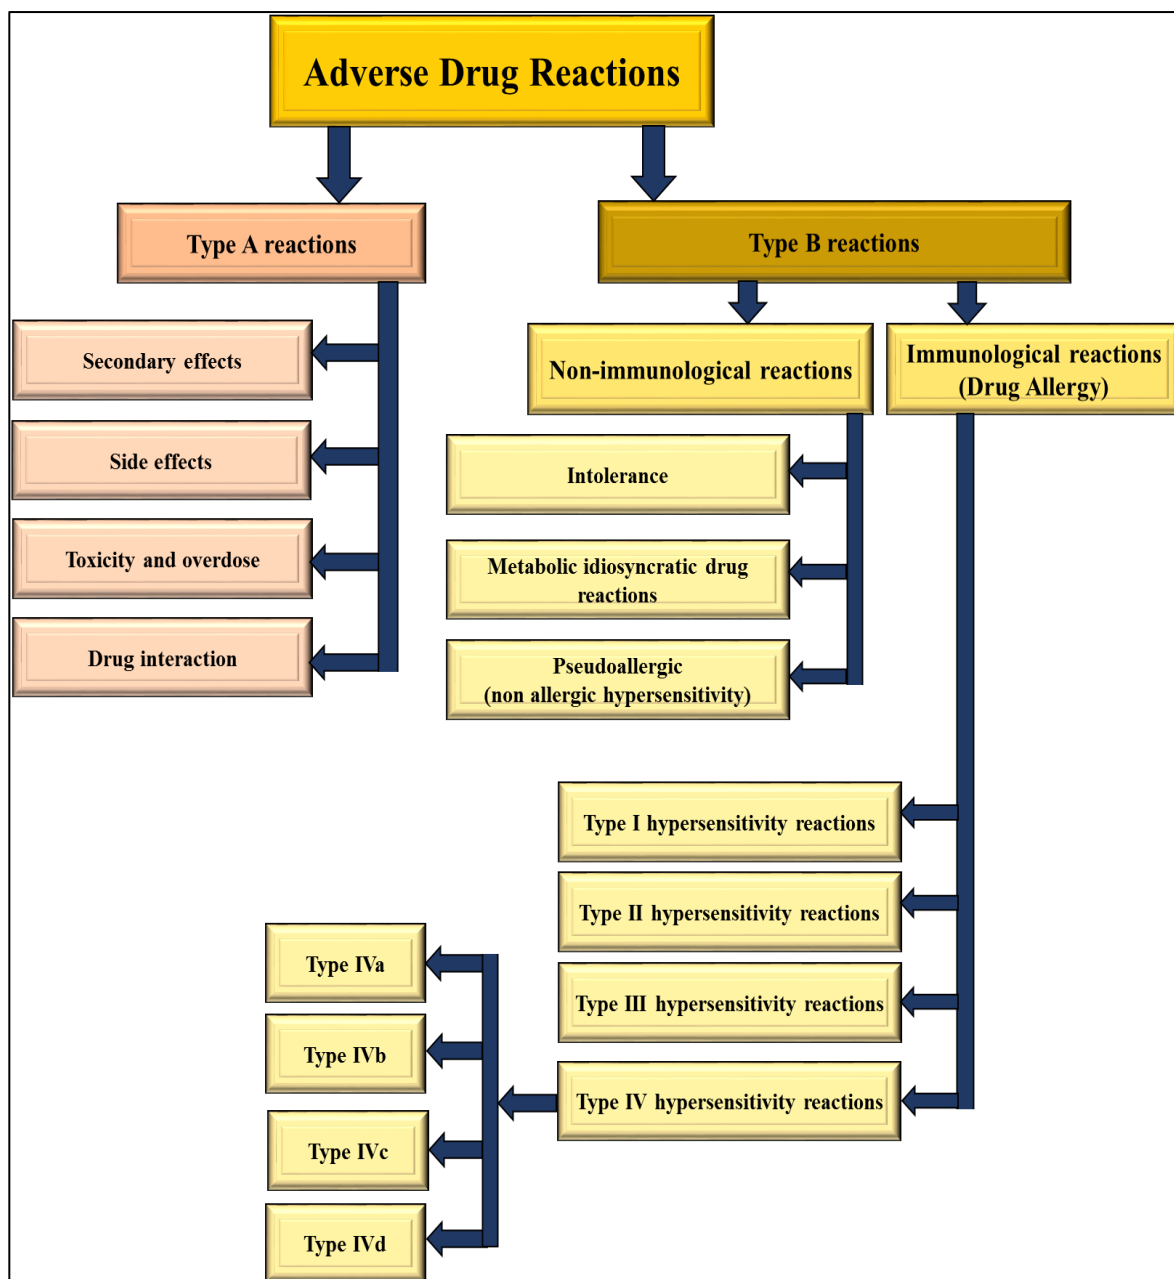 Adverse Drug Reactions
Type A reactions
Type B reactions
Secondary effects
Side effects
Toxicity and overdose
Drug interaction
Non-immunological reactions
Immunological reactions
(Drug Allergy)
Intolerance
Metabolic idiosyncratic drug
reactions
Pseudoallergic
(non allergic hypersensitivity)
Type I hypersensitivity reactions
Type II hypersensitivity reactions
Type III hypersensitivity reactions
Type IV hypersensitivity reactions
Type IVa
Type IVb
Type IVc
Type IVd